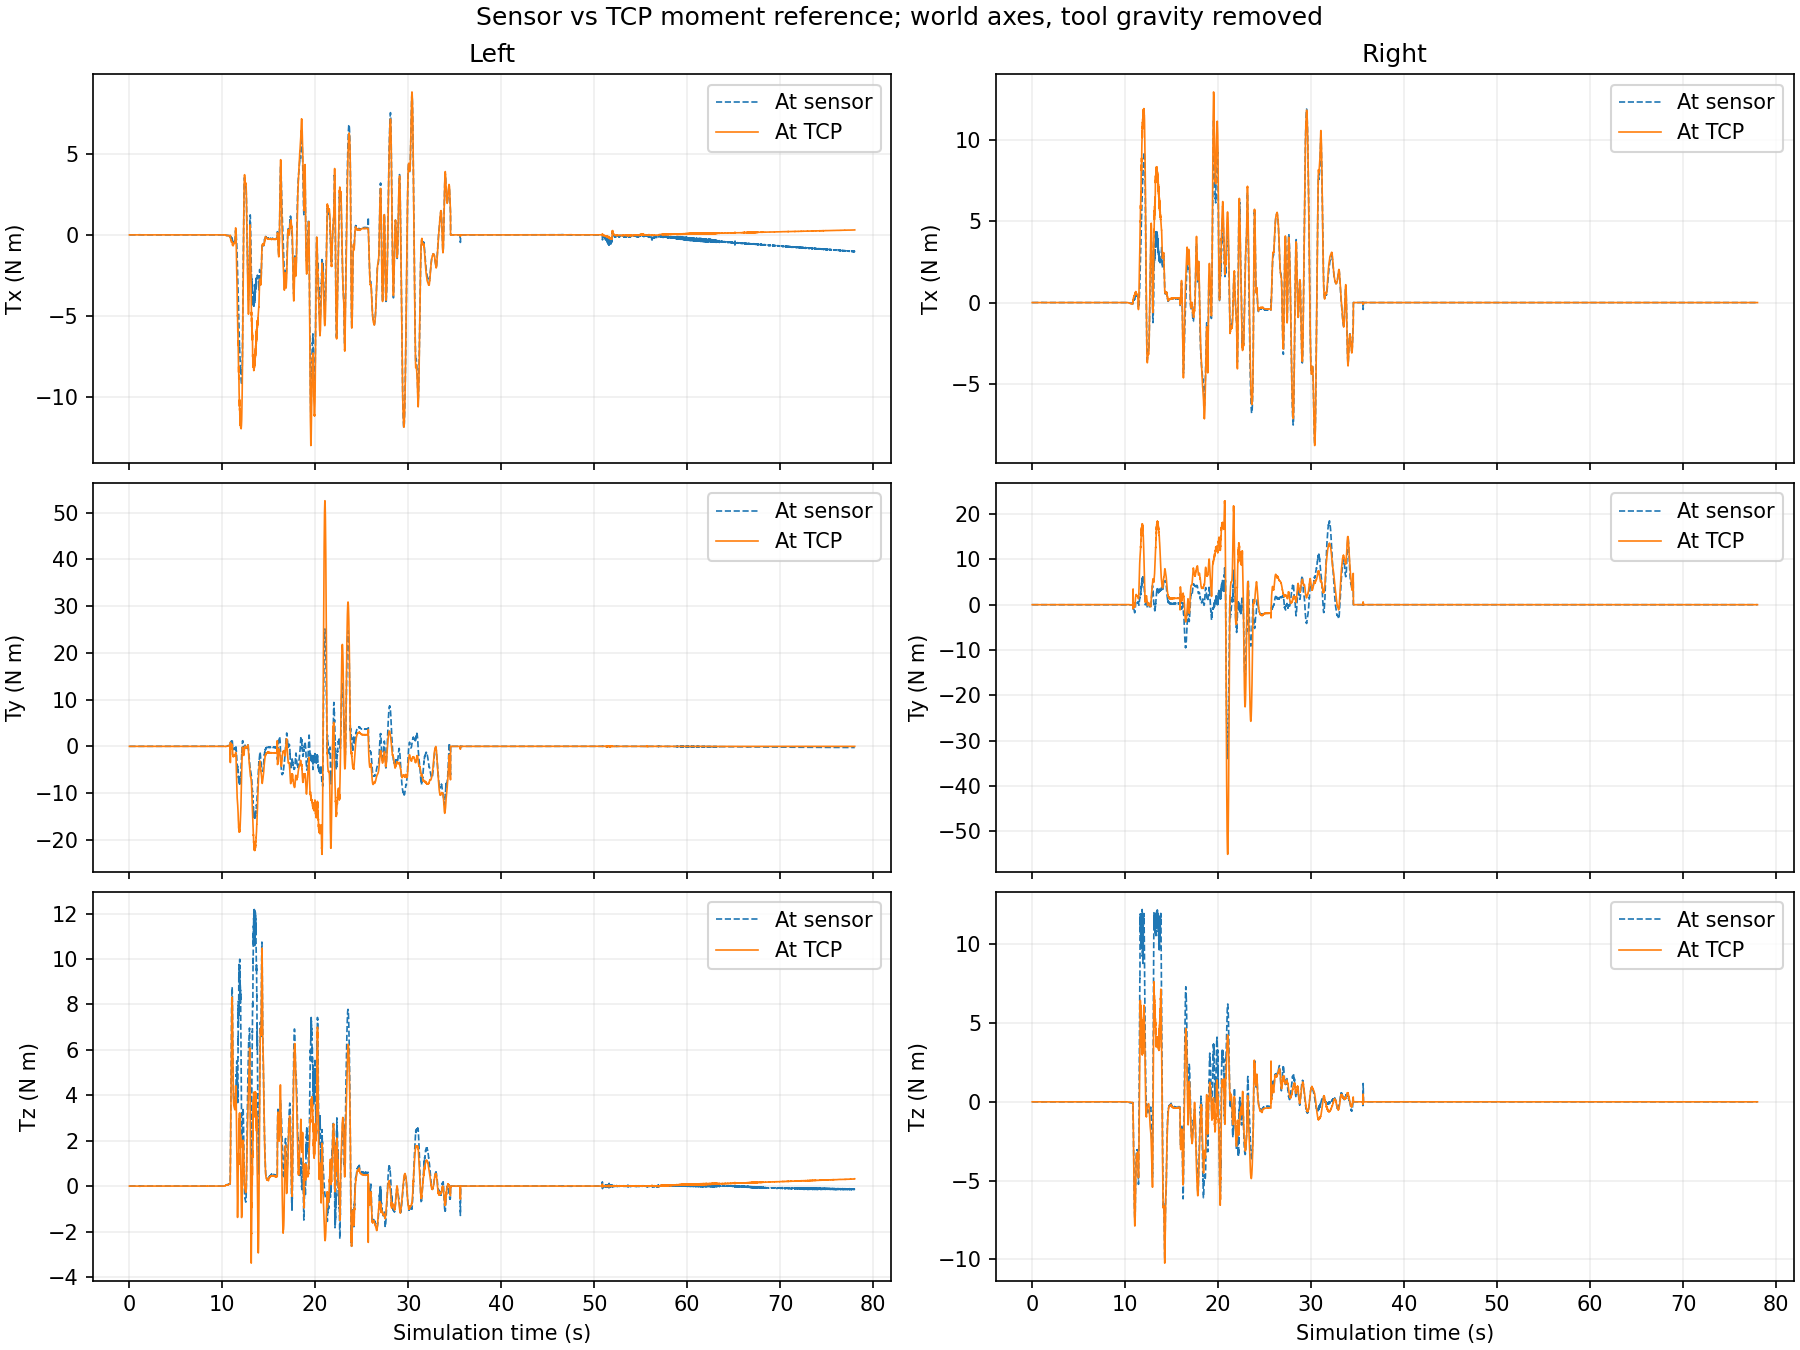 Sensor vs TCP moment reference; world axes, tool gravity removed
Left
Right
Tx (N m)
5
0
−5
−10
At sensor
At TCP
Tx (N m)
10
5
0
−5
At sensor
At TCP
Ty (N m)
50
40
30
20
10
0
−10
−20
At sensor
At TCP
Ty (N m)
20
10
0
−10
−20
−30
−40
−50
At sensor
At TCP
Tz (N m)
12
10
8
6
4
2
0
−2
−4
At sensor
At TCP
0 10 20 30 40 50 60 70 80
Simulation time (s)
Tz (N m)
10
5
0
−5
−10
At sensor
At TCP
0 10 20 30 40 50 60 70 80
Simulation time (s)